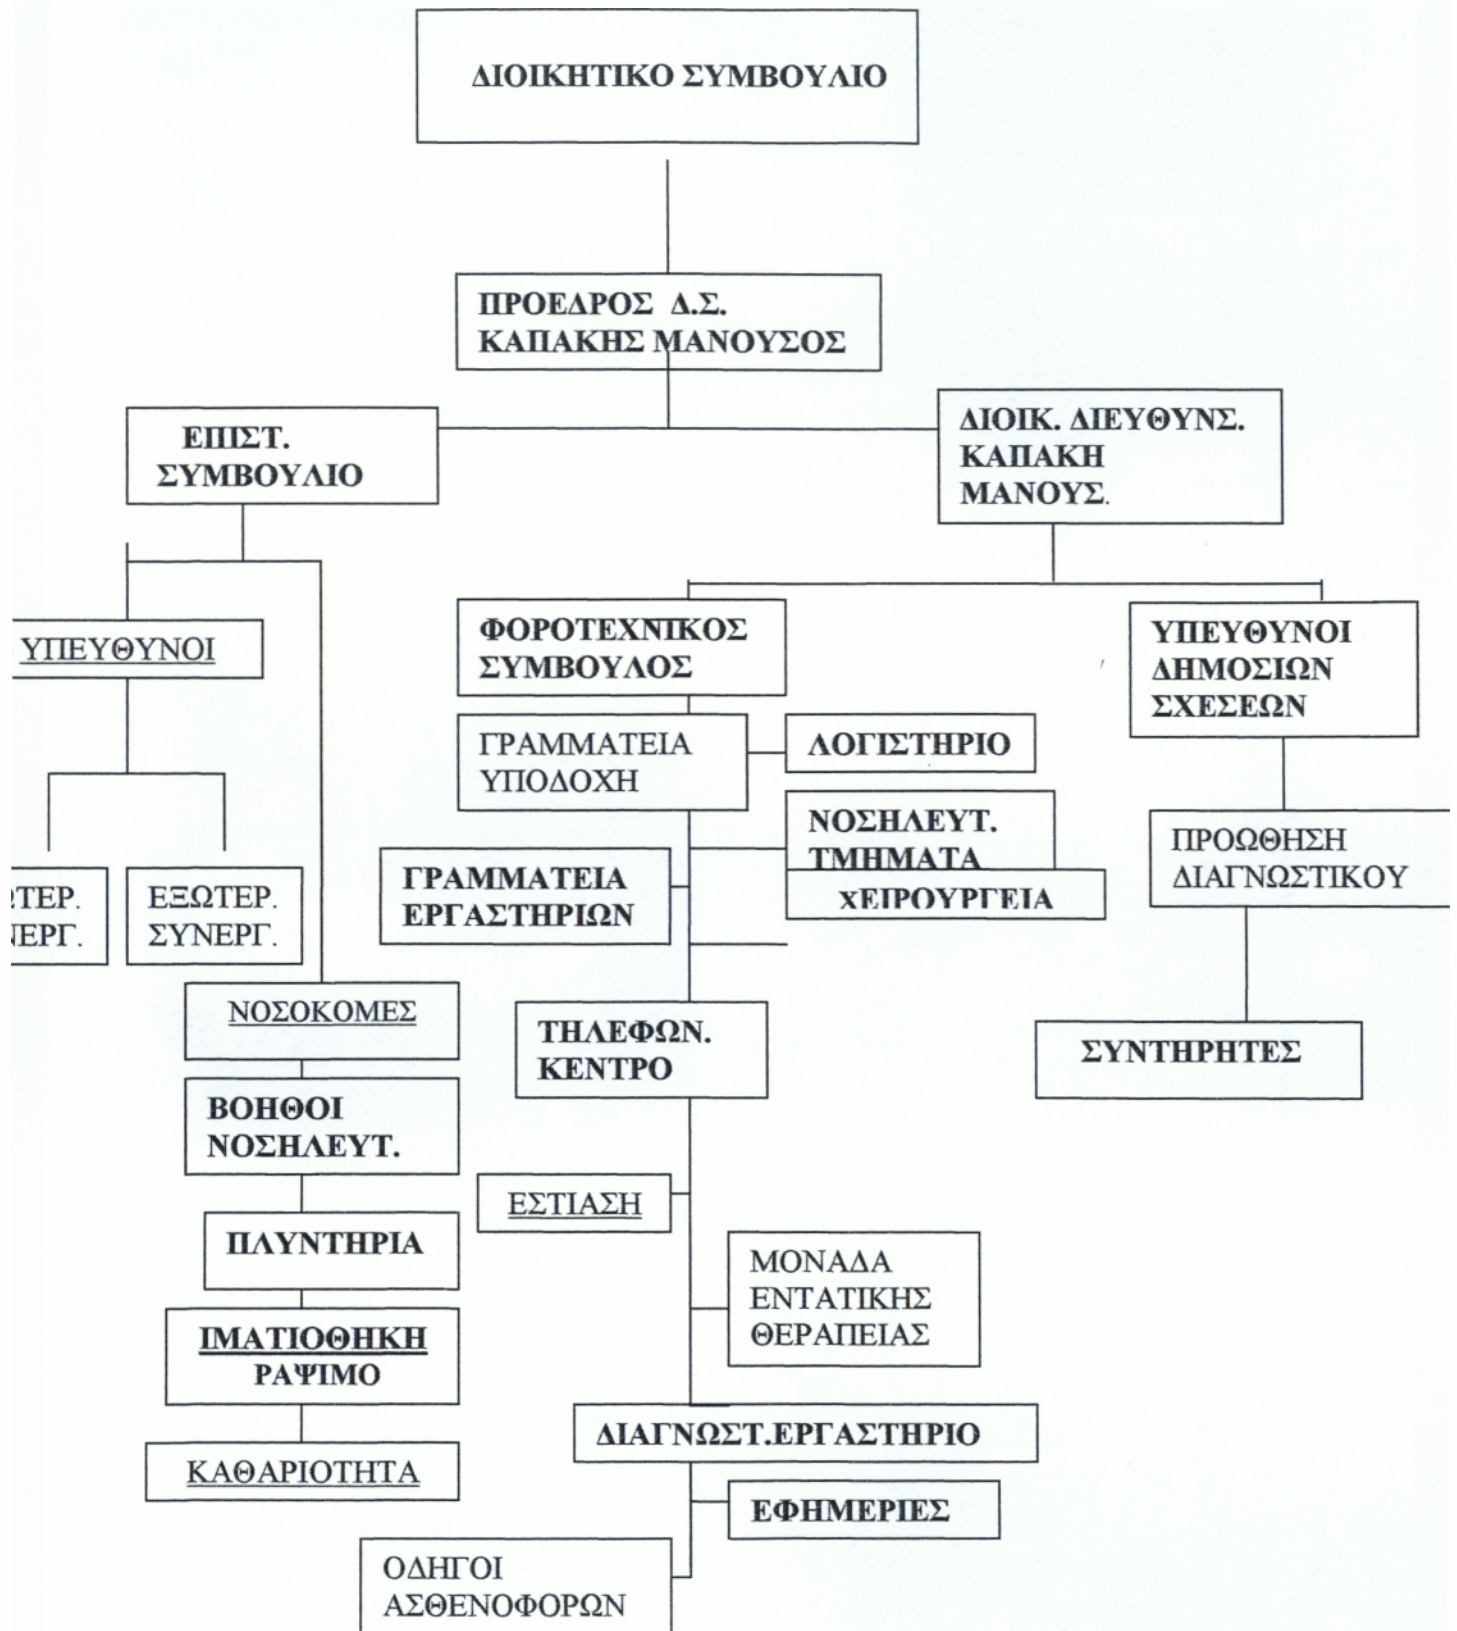 ΔΙΟΙΚΗΤΙΚΟ ΣΥΜΒΟΥΛΙΟ
ΠΡΟΕΔΡΟΣ Δ.Σ.
ΚΑΠΑΚΗΣ ΜΑΝΟΥΣΟΣ
ΕΠΙΣΤ.
ΣΥΜΒΟΥΛΙΟ
ΔΙΟΙΚ. ΔΙΕΥΘΥΝΣ.
ΚΑΠΑΚΗ
ΜΑΝΟΥΣ.
ΥΠΕΥΘΥΝΟΙ
ΦΟΡΟΤΕΧΝΙΚΟΣ
ΣΥΜΒΟΥΛΟΣ
ΥΠΕΥΘΥΝΟΙ
ΔΗΜΟΣΙΩΝ
ΣΧΕΣΕΩΝ
ΓΡΑΜΜΑΤΕΙΑ
ΥΠΟΔΟΧΗ
ΛΟΓΙΣΤΗΡΙΟ
ΝΟΣΗΛΕΥΤ.
ΤΜΗΜΑΤΑ
ΧΕΙΡΟΥΡΓΕΙΑ
ΠΡΟΩΘΗΣΗ
ΔΙΑΓΝΩΣΤΙΚΟΥ
ΓΡΑΜΜΑΤΕΙΑ
ΕΡΓΑΣΤΗΡΙΩΝ
ΩΤΕΡ.
ΝΕΡΓ.
ΕΞΩΤΕΡ.
ΣΥΝΕΡΓ.
ΝΟΣΟΚΟΜΕΣ
ΤΗΛΕΦΩΝ.
ΚΕΝΤΡΟ
ΣΥΝΤΗΡΗΤΕΣ
ΒΟΗΘΟΙ
ΝΟΣΗΛΕΥΤ.
ΕΣΤΙΑΣΗ
ΠΛΥΝΤΗΡΙΑ
ΜΟΝΑΔΑ
ΕΝΤΑΤΙΚΗΣ
ΘΕΡΑΠΕΙΑΣ
ΙΜΑΤΙΟΘΗΚΗ
ΡΑΨΙΜΟ
ΔΙΑΓΝΩΣΤ.ΕΡΓΑΣΤΗΡΙΟ
ΚΑΘΑΡΙΟΤΗΤΑ
ΕΦΗΜΕΡΙΕΣ
ΟΔΗΓΟΙ
ΑΣΘΕΝΟΦΟΡΩΝ